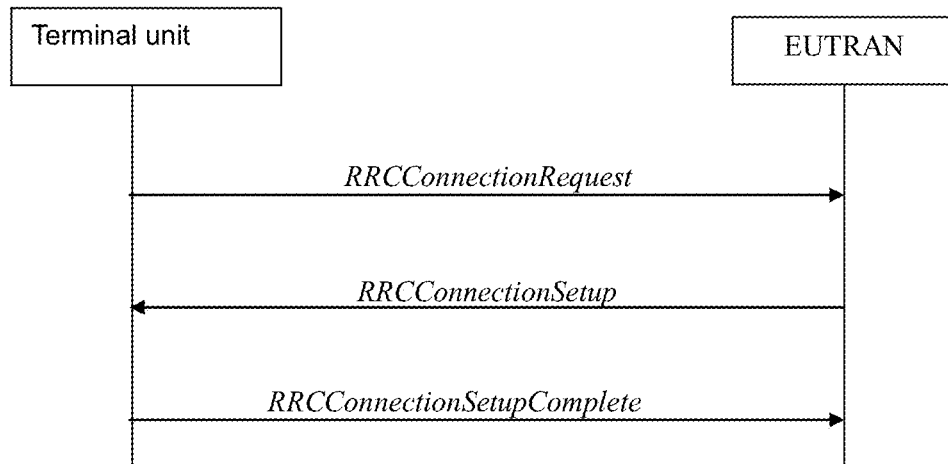 Terminal unit
EUTRAN
RRCConnectionRequest
RRCConnectionSetup
RRCConnectionSetupComplete